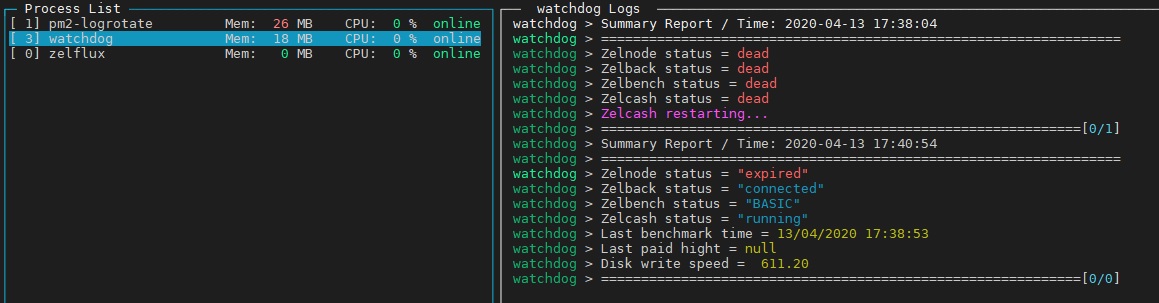 Process List
[ 1] pm2-logrotate Mem: 26 MB CPU: 0 % online
[ 3] watchdog Mem: 18 MB CPU: 0 % online
[ 0] zelflux Mem: 0 MB CPU: 0 % online
watchdog Logs
watchdog > Summary Report / Time: 2020-04-13 17:38:04
watchdog > =================================================================
watchdog > Zelnode status = dead
watchdog > Zelback status = dead
watchdog > Zelbench status = dead
watchdog > Zelcash status = dead
watchdog > Zelcash restarting...
watchdog > ============================================================[0/1]
watchdog > Summary Report / Time: 2020-04-13 17:40:54
watchdog > =================================================================
watchdog > Zelnode status = "expired"
watchdog > Zelback status = "connected"
watchdog > Zelbench status = "BASIC"
watchdog > Zelcash status = "running"
watchdog > Last benchmark time = 13/04/2020 17:38:53
watchdog > Last paid hight = null
watchdog > Disk write speed =  611.20
watchdog > ============================================================[0/0]